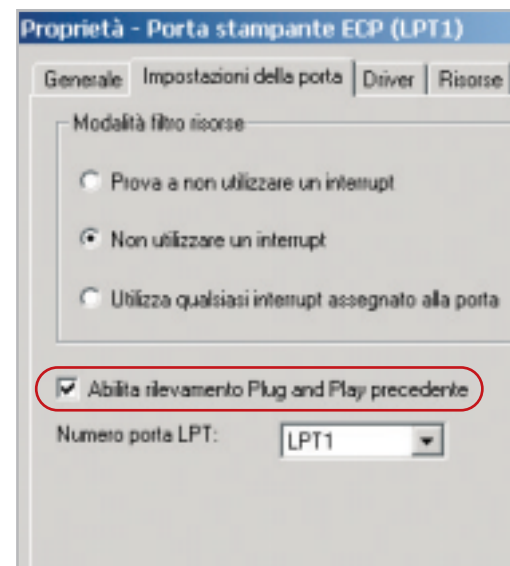 Proprietà - Porta stampante ECP (LPT1)
Generale Impostazioni della porta Driver Risorse
Modalità filtro risorse
Prova a non utilizzare un interrupt
Non utilizzare un interrupt
Utilizza qualsiasi interrupt assegnato alla porta
Abilita rilevamento Plug and Play precedente
Numero porta LPT: LPT1